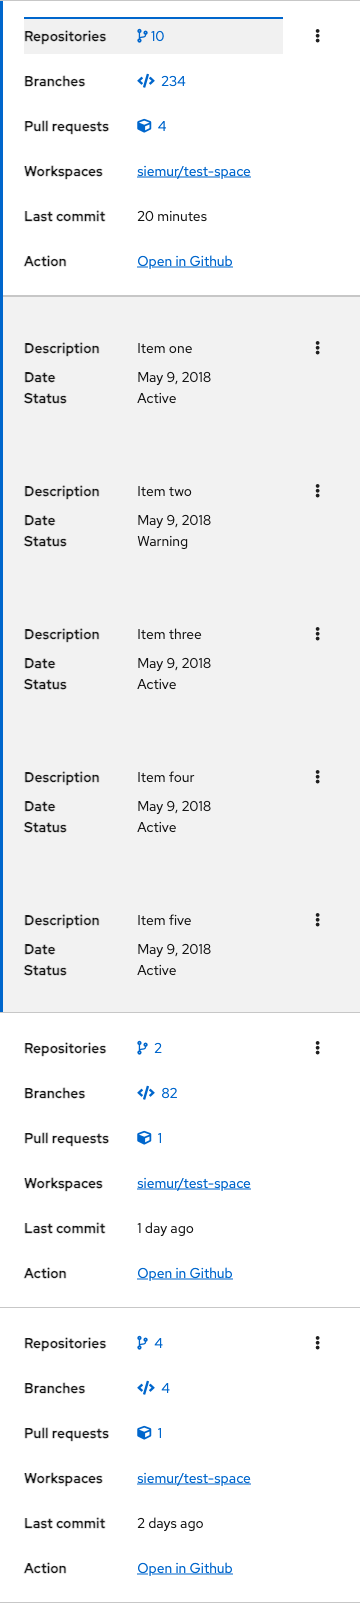 Repositories 10
Branches 234
Pull requests 4
Workspaces siemur/test-space
Last commit 20 minutes
Action Open in Github
Description Item one
Date May 9, 2018
Status Active
Description Item two
Date May 9, 2018
Status Warning
Description Item three
Date May 9, 2018
Status Active
Description Item four
Date May 9, 2018
Status Active
Description Item five
Date May 9, 2018
Status Active
Repositories 2
Branches 82
Pull requests 1
Workspaces siemur/test-space
Last commit 1 day ago
Action Open in Github
Repositories 4
Branches 4
Pull requests 1
Workspaces siemur/test-space
Last commit 2 days ago
Action Open in Github